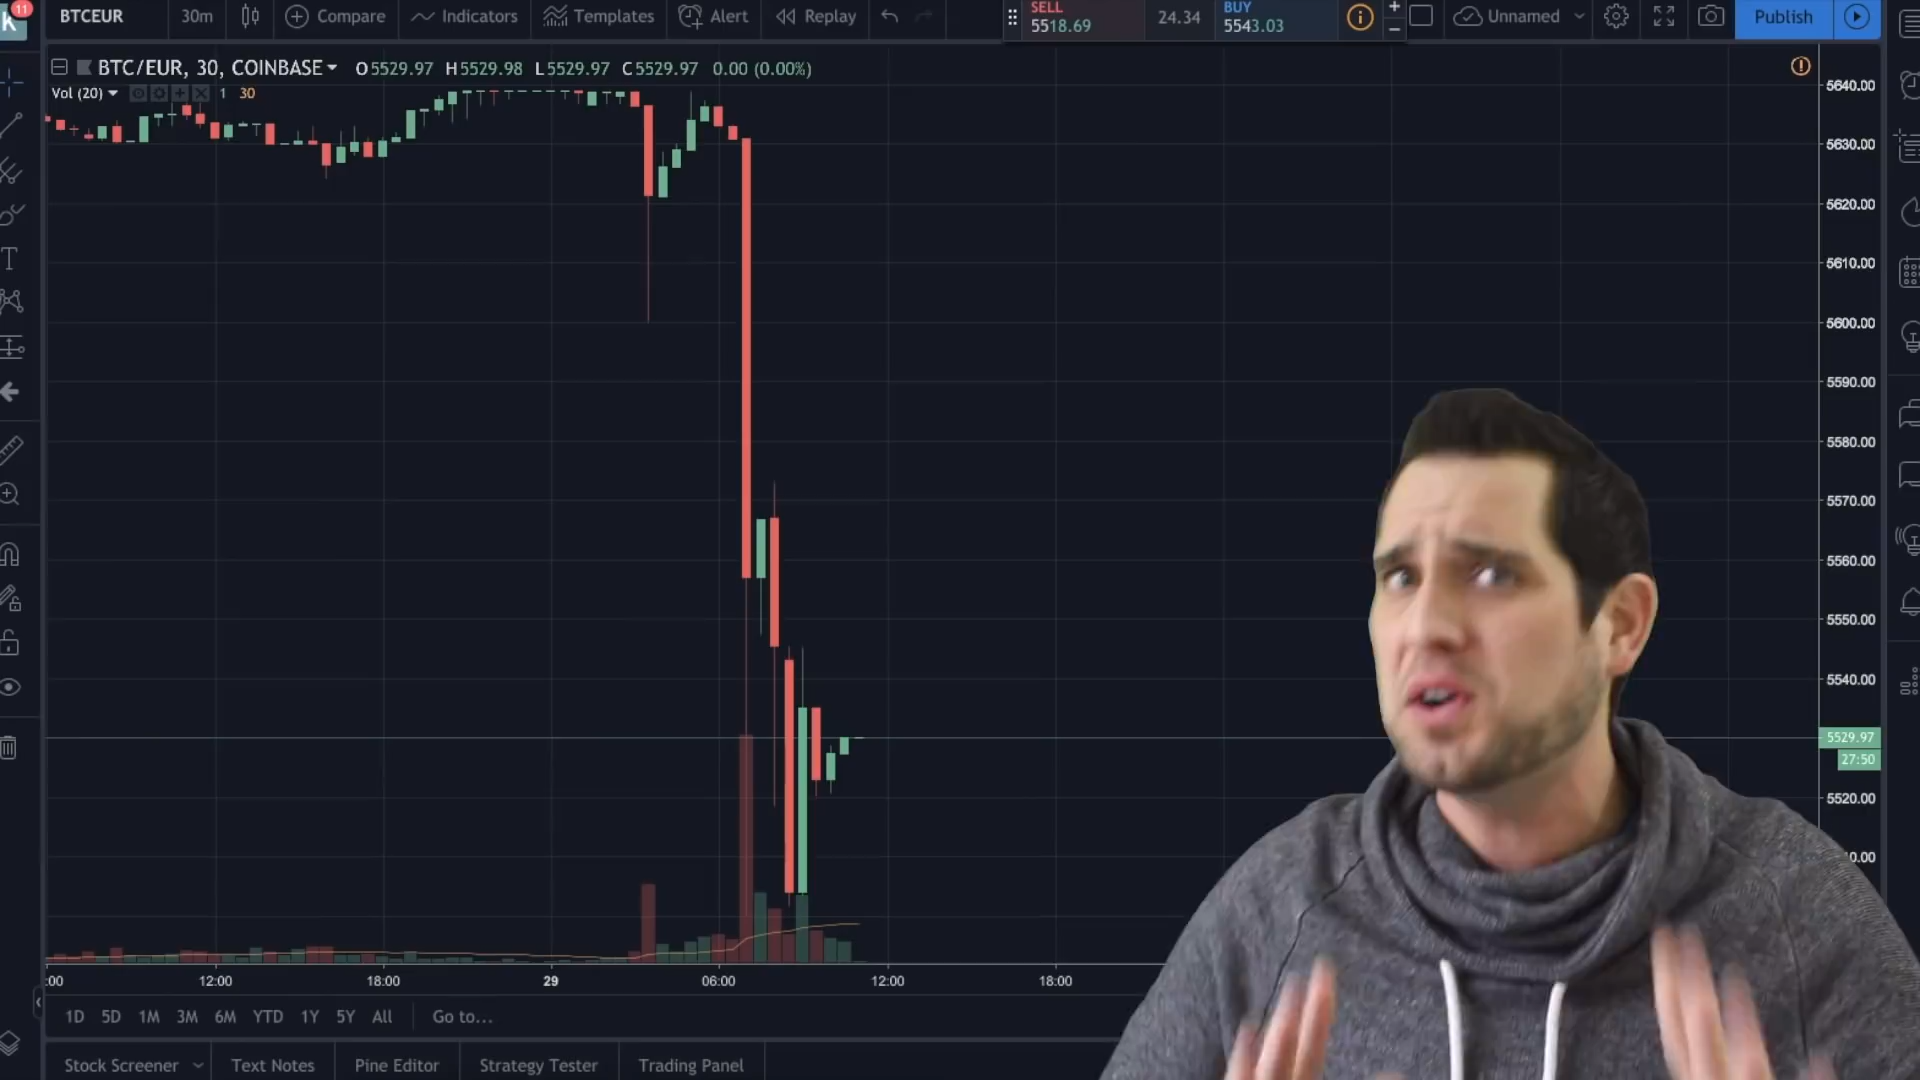 11
K
BTCEUR 30m Compare Indicators Templates Alert Replay
SELL 5518.69 24.34 BUY 5543.03
Unnamed Publish
BTC/EUR, 30, COINBASE O5529.97 H5529.98 L5529.97 C5529.97 0.00 (0.00%)
Vol (20) 1 30
5640.00
5630.00
5620.00
5610.00
5600.00
5590.00
5580.00
5570.00
5560.00
5550.00
5540.00
5529.97
27:50
5520.00
0.00
:00 12:00 18:00 29 06:00 12:00 18:00
1D 5D 1M 3M 6M YTD 1Y 5Y All Go to...
Stock Screener Text Notes Pine Editor Strategy Tester Trading Panel